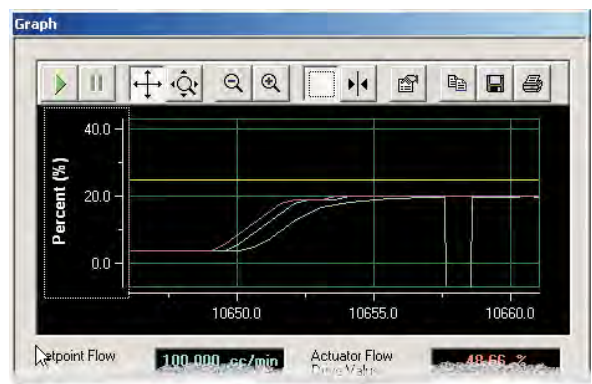 Graph
Percent (%)
40.0
20.0
0.0
10650.0
10655.0
10660.0
etpoint Flow
100.000 cc/min
Actuator Flow
48.66 %